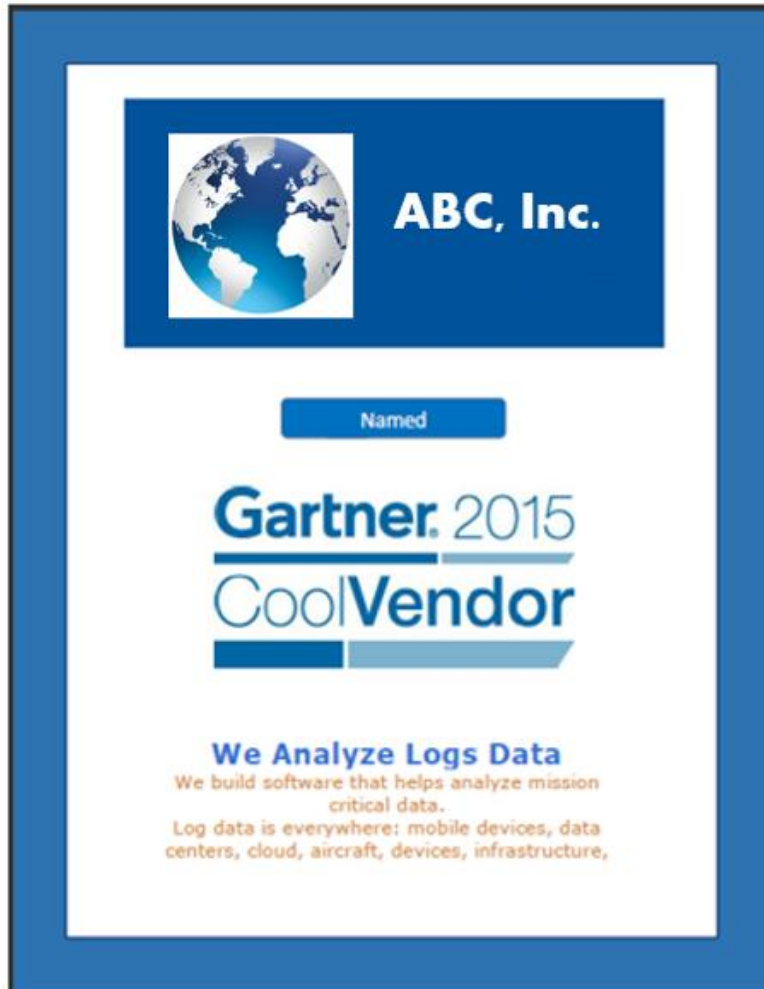 ABC, Inc.
Named
Gartner® 2015
CoolVendor
We Analyze Logs Data
We build software that helps analyze mission
critical data.
Log data is everywhere: mobile devices, data
centers, cloud, aircraft, devices, infrastructure,